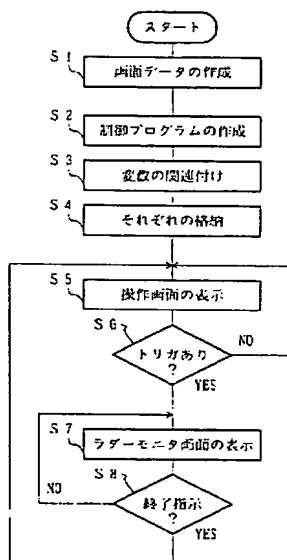 スタート
S1
画面データの作成
S2
制御プログラムの作成
S3
変数の関連付け
S4
それぞれの格納
S5
操作画面の表示
S6
トリガあり
?
NO
YES
S7
ラダーモニタ画面の表示
S8
終了指示
?
NO
YES